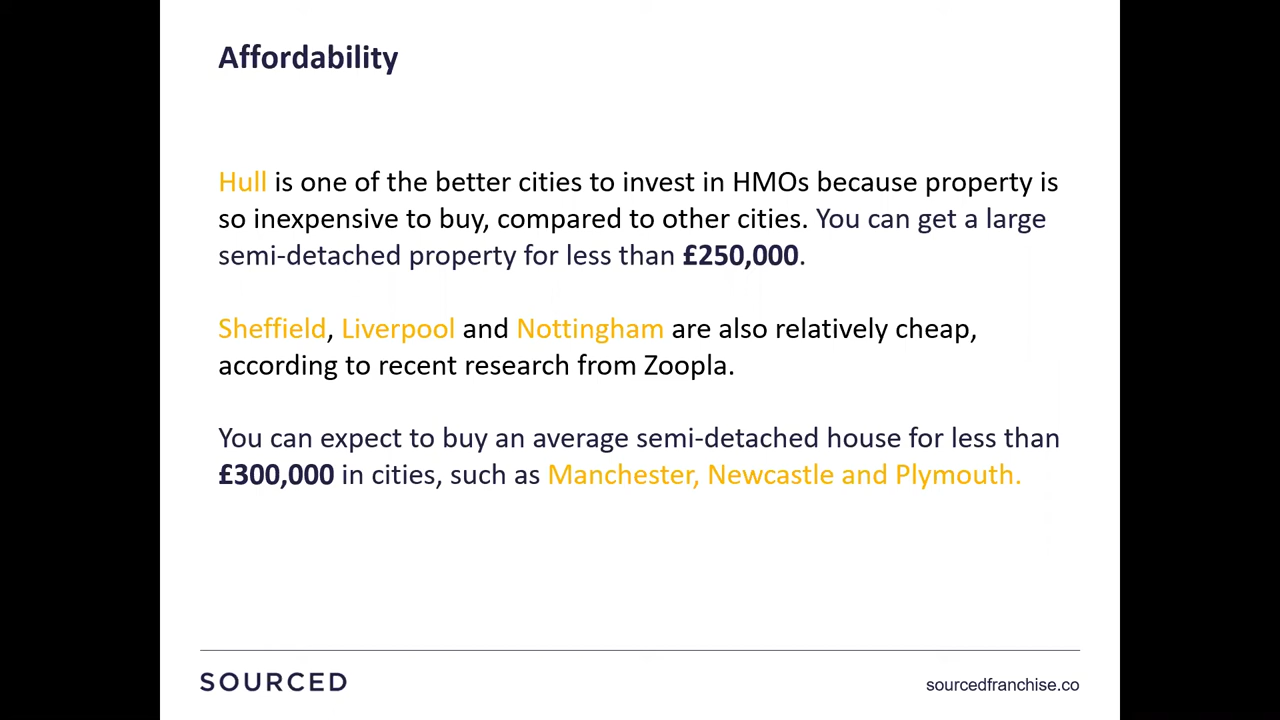 Affordability
Hull is one of the better cities to invest in HMOs because property is
so inexpensive to buy, compared to other cities. You can get a large
semi-detached property for less than £250,000.
Sheffield, Liverpool and Nottingham are also relatively cheap,
according to recent research from Zoopla.
You can expect to buy an average semi-detached house for less than
£300,000 in cities, such as Manchester, Newcastle and Plymouth.
SOURCED
sourcedfranchise.co